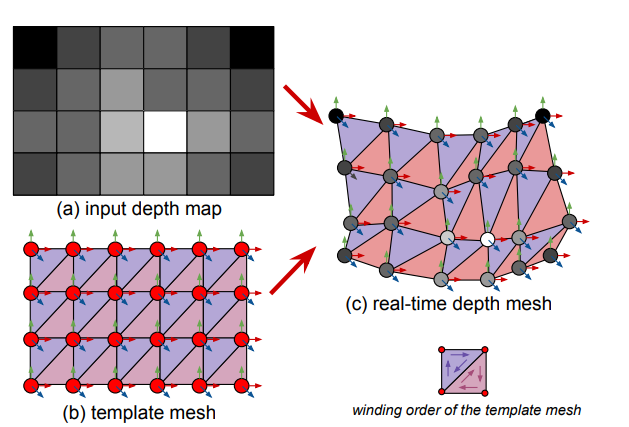 (a) input depth map
(b) template mesh
(c) real-time depth mesh
winding order of the template mesh